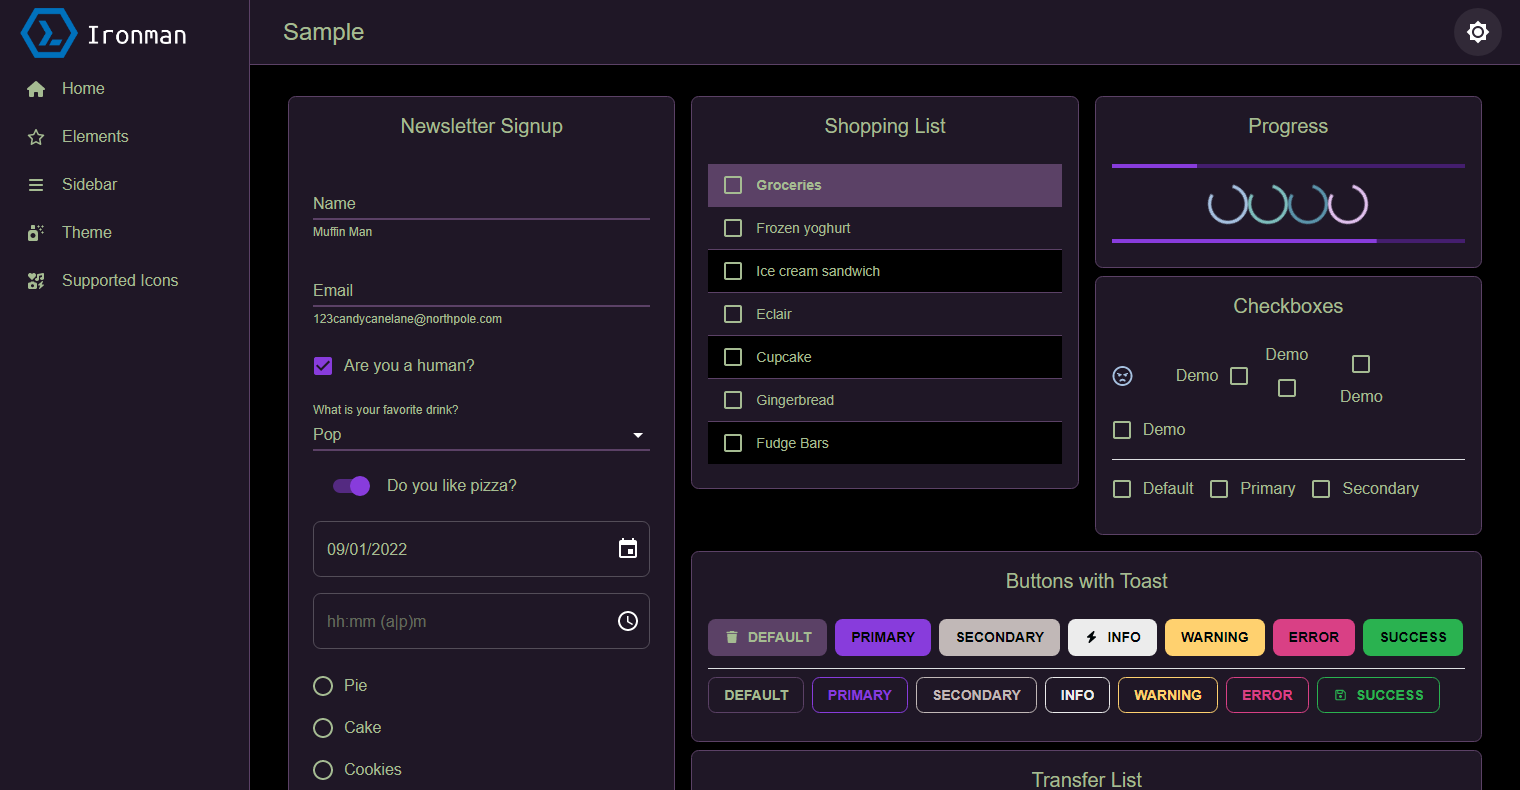 Ironman
Home
Elements
Sidebar
Theme
Supported Icons
Sample
Newsletter Signup
Name
Muffin Man
Email
123candycanelane@northpole.com
Are you a human?
What is your favorite drink?
Pop
Do you like pizza?
09/01/2022
hh:mm (a|p)m
Pie
Cake
Cookies
Shopping List
Groceries
Frozen yoghurt
Ice cream sandwich
Eclair
Cupcake
Gingerbread
Fudge Bars
Progress
Checkboxes
Demo
Demo
Demo
Demo
Default Primary Secondary
Buttons with Toast
DEFAULT PRIMARY SECONDARY INFO WARNING ERROR SUCCESS
DEFAULT PRIMARY SECONDARY INFO WARNING ERROR SUCCESS
Transfer List